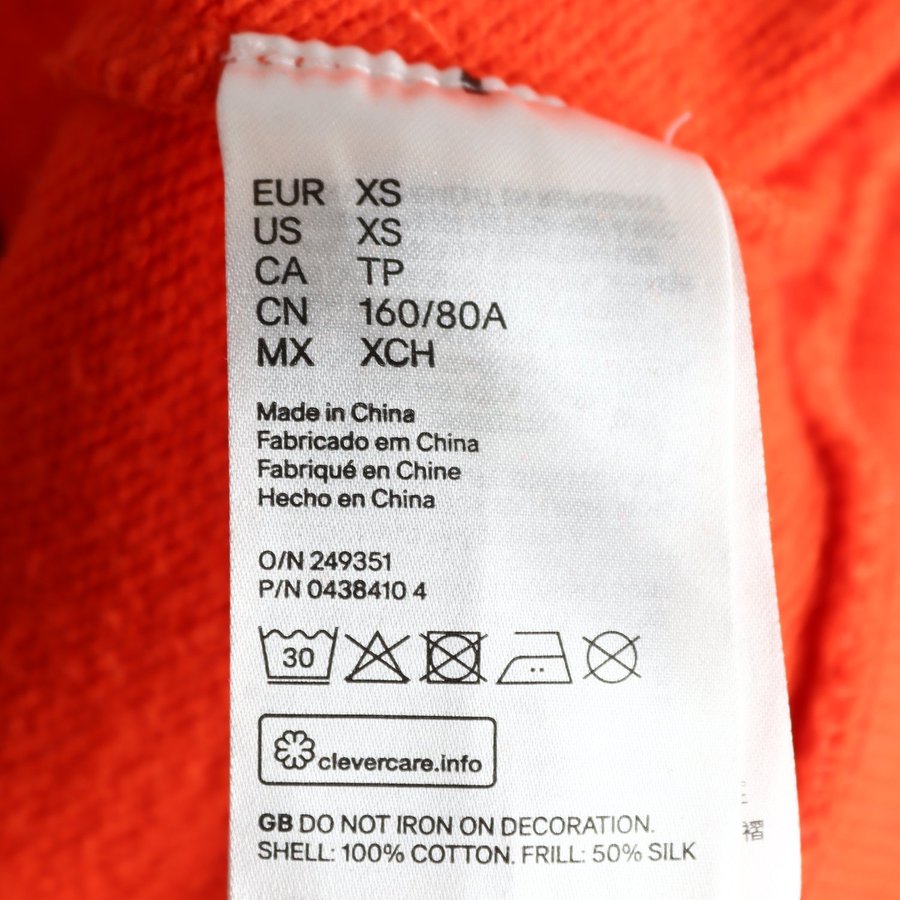 EUR XS
US XS
CA TP
CN 160/80A
MX XCH
Made in China
Fabricado em China
Fabriqué en Chine
Hecho en China
O/N 249351
P/N 0438410 4
30
clevercare.info
GB DO NOT IRON ON DECORATION.
SHELL: 100% COTTON. FRILL: 50% SILK